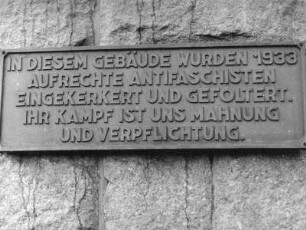 IN DIESEM GEBÄUDE WURDEN 1933
AUFRECHTE ANTIFASCHISTEN
EINGEKERKERT UND GEFOLTERT.
IHR KAMPF IST UNS MAHNUNG
UND VERPFLICHTUNG.